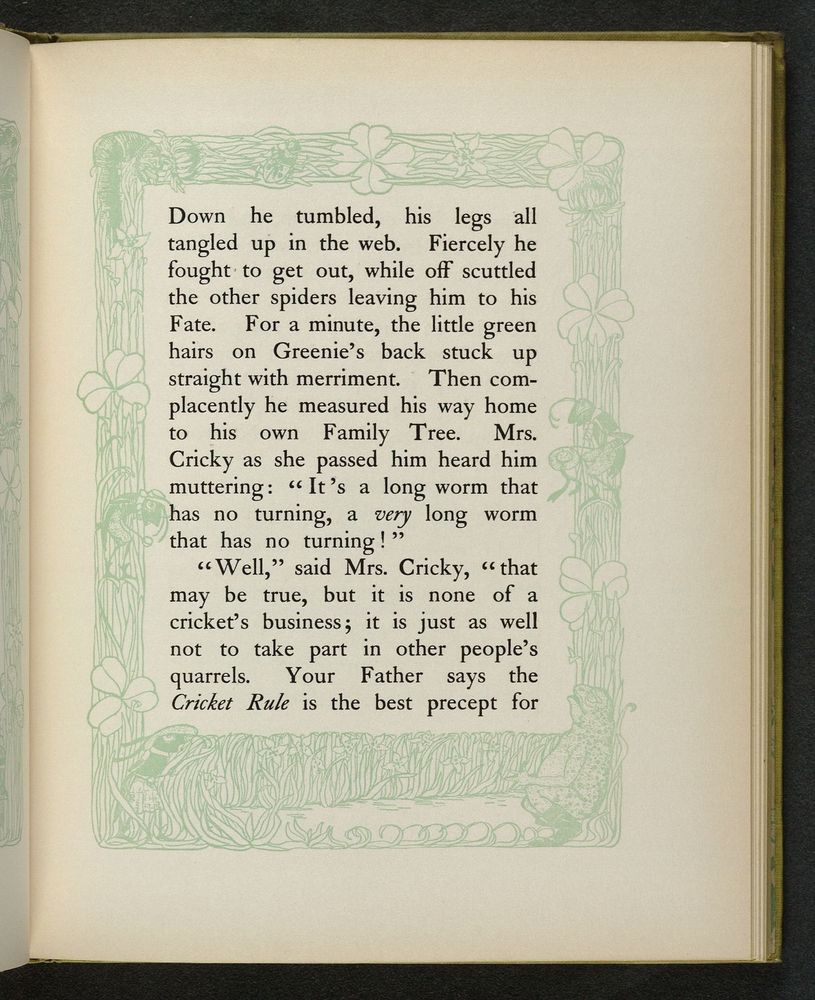 Down he tumbled, his legs all
tangled up in the web. Fiercely he
fought to get out, while off scuttled
the other spiders leaving him to his
Fate. For a minute, the little green
hairs on Greenie's back stuck up
straight with merriment. Then com-
placently he measured his way home
to his own Family Tree. Mrs.
Cricky as she passed him heard him
muttering: “It's a long worm that
has no turning, a very long worm
that has no turning!”
“Well,” said Mrs. Cricky, “that
may be true, but it is none of a
cricket's business; it is just as well
not to take part in other people's
quarrels. Your Father says the
Cricket Rule is the best precept for